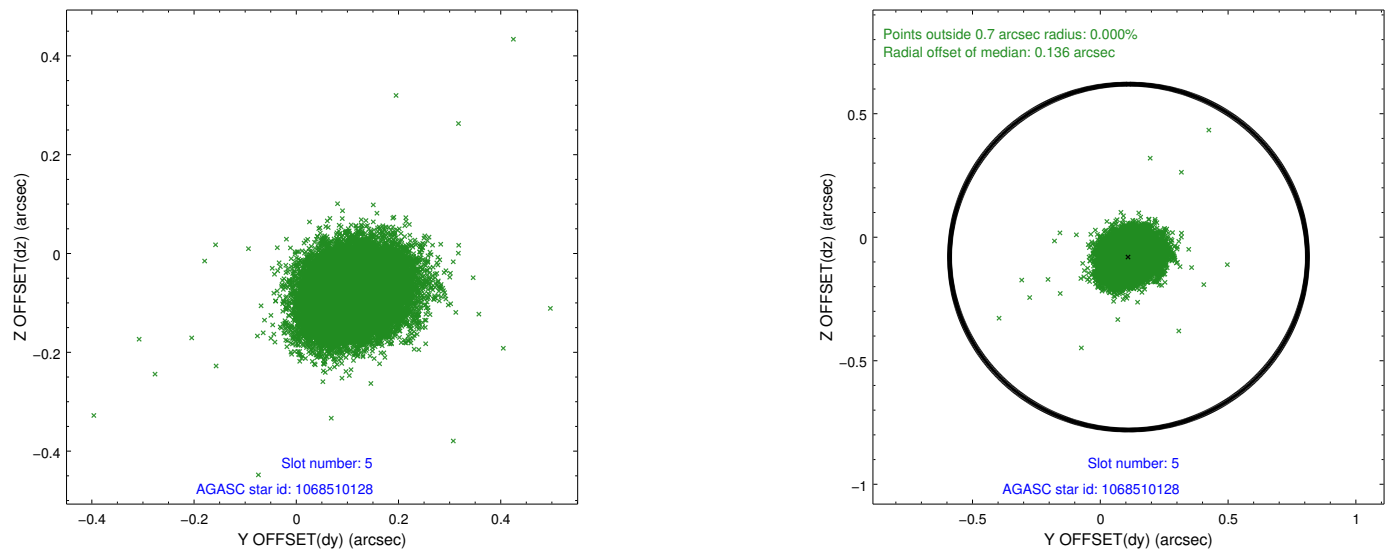 0.4
0.2
0
−0.2
−0.4
Z OFFSET(dz) (arcsec)
Slot number: 5
AGASC star id: 1068510128
−0.4
−0.2
0
0.2
0.4
Y OFFSET(dy) (arcsec)
Points outside 0.7 arcsec radius: 0.000%
Radial offset of median: 0.136 arcsec
0.5
0
−0.5
−1
Z OFFSET(dz) (arcsec)
Slot number: 5
AGASC star id: 1068510128
−0.5
0
0.5
1
Y OFFSET(dy) (arcsec)